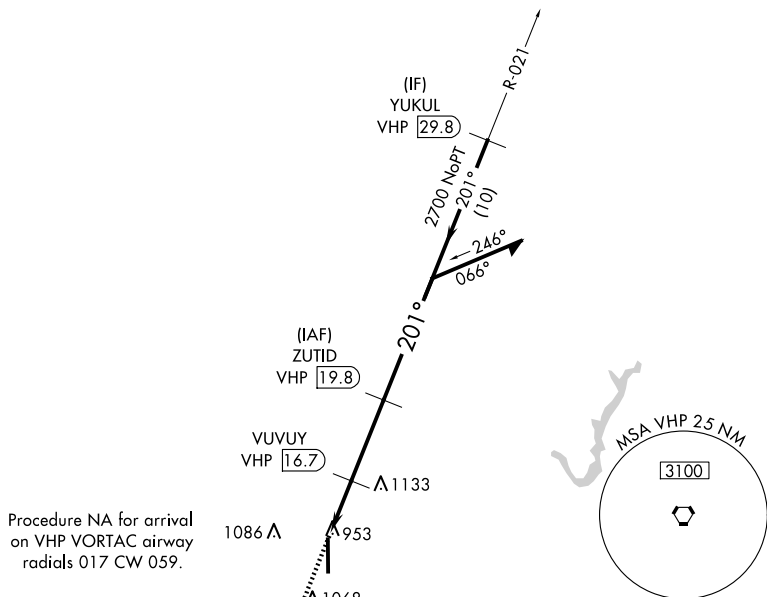 R-021
(IF)
YUKUL
VHP 29.8
2700 NoPT
201°
(10)
246°
066°
201°
(IAF)
ZUTID
VHP 19.8
VUVUY
VHP 16.7
MSA VHP 25 NM
3100
1133
Procedure NA for arrival
on VHP VORTAC airway
radials 017 CW 059.
1086
953
1068